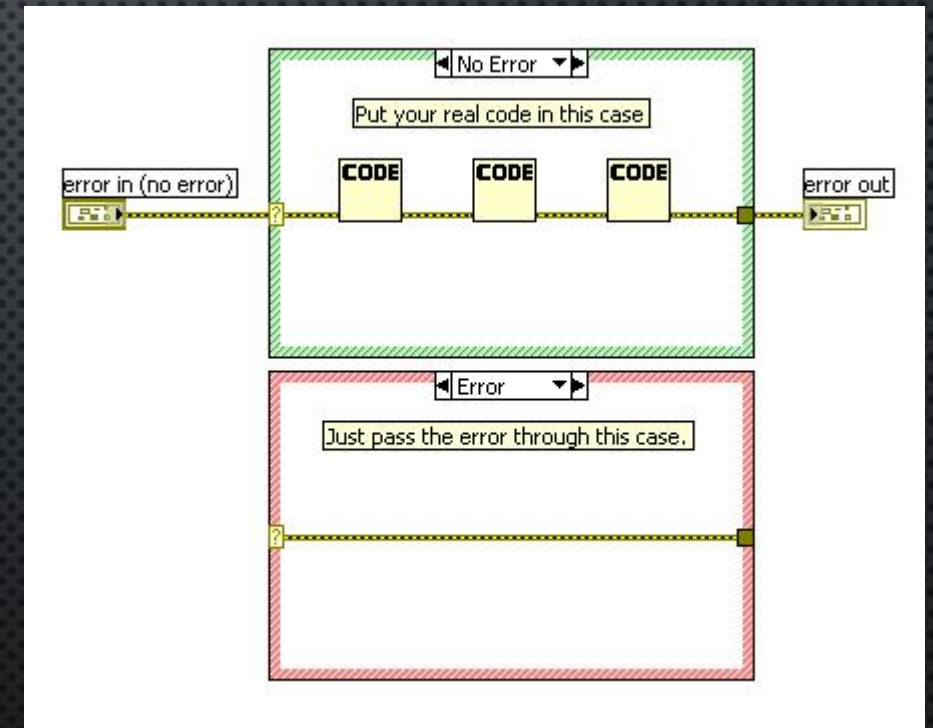 No Error
Put your real code in this case
error in (no error)
CODE CODE CODE
error out
?
Error
Just pass the error through this case.
?